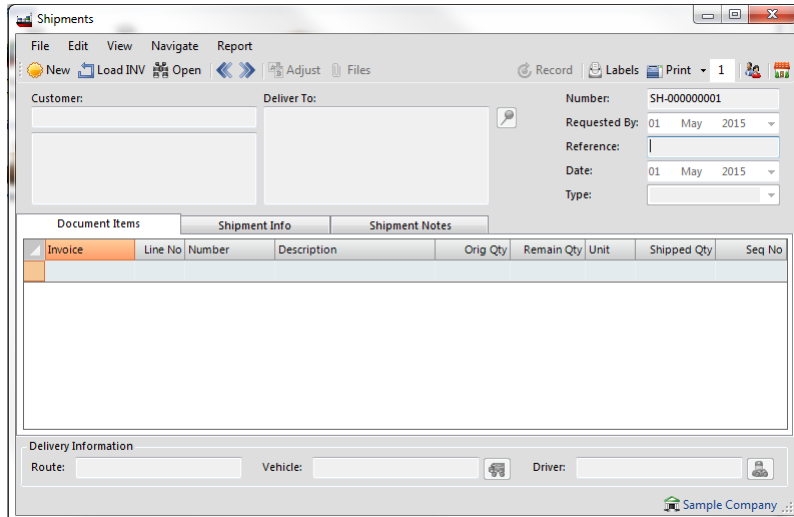 Shipments
File Edit View Navigate Report
New Load INV Open Adjust Files Record Labels Print 1
Customer: Deliver To: Number: SH-000000001
Requested By: 01 May 2015
Reference:
Date: 01 May 2015
Type:
Document Items Shipment Info Shipment Notes
Invoice Line No Number Description Orig Qty Remain Qty Unit Shipped Qty Seq No
Delivery Information
Route: Vehicle: Driver:
Sample Company